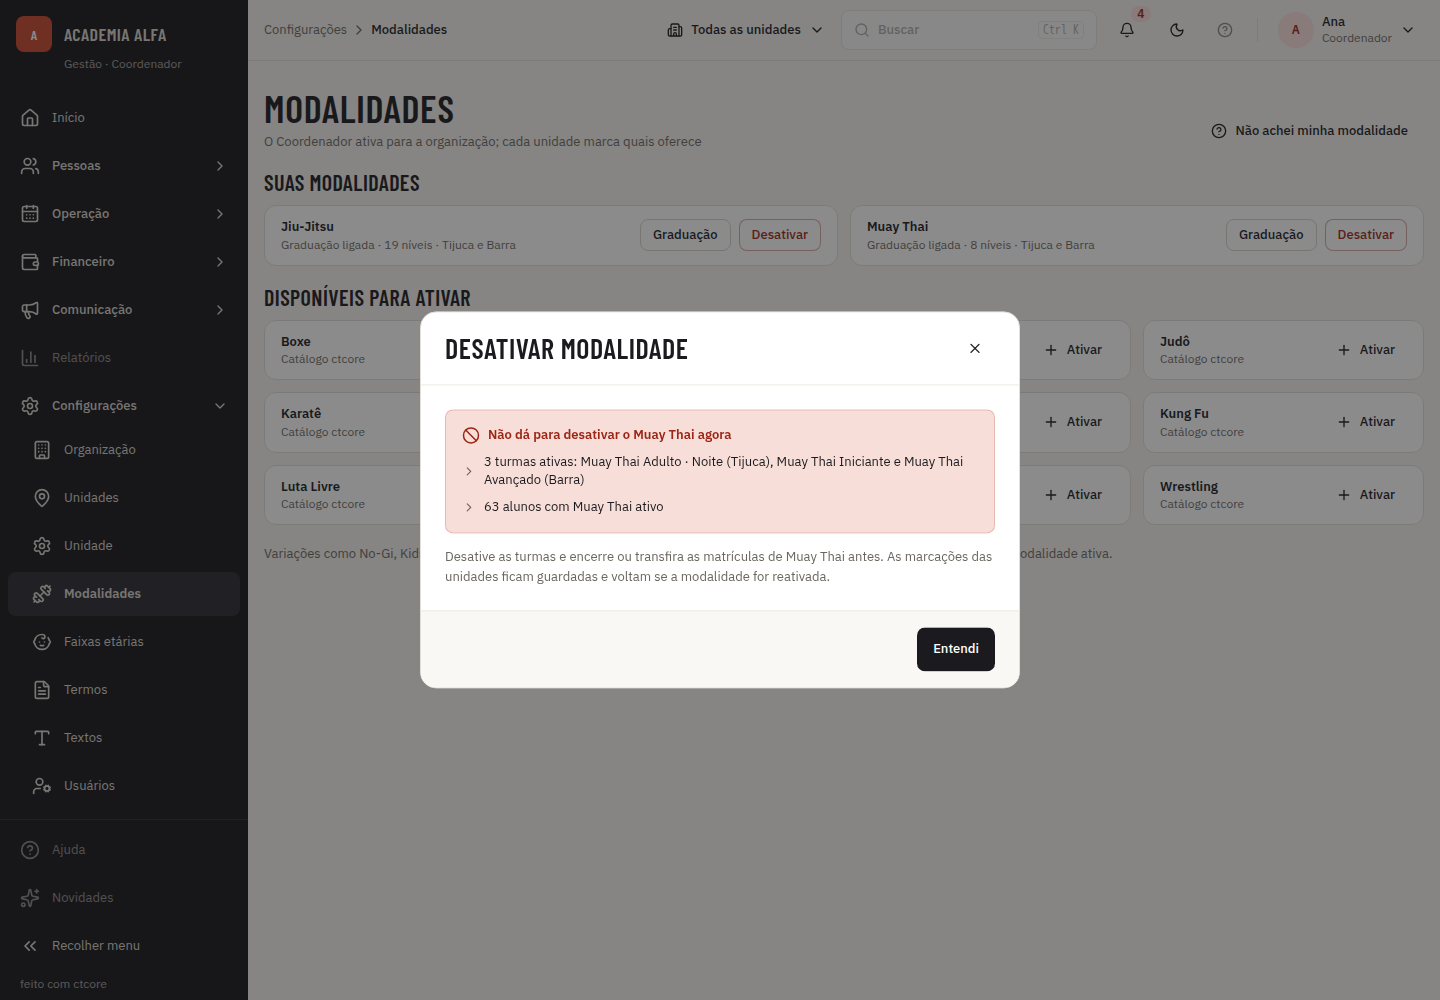 A
ACADEMIA ALFA
Gestão · Coordenador
Início
Pessoas
Operação
Financeiro
Comunicação
Relatórios
Configurações
Organização
Unidades
Unidade
Modalidades
Faixas etárias
Termos
Textos
Usuários
Ajuda
Novidades
Recolher menu
feito com ctcore
Configurações > Modalidades
Todas as unidades
Buscar
Ctrl K
4
A
Ana
Coordenador
MODALIDADES
O Coordenador ativa para a organização; cada unidade marca quais oferece
Não achei minha modalidade
SUAS MODALIDADES
Jiu-Jitsu
Graduação ligada · 19 níveis · Tijuca e Barra
Graduação
Desativar
Muay Thai
Graduação ligada · 8 níveis · Tijuca e Barra
Graduação
Desativar
DISPONÍVEIS PARA ATIVAR
Boxe
Catálogo ctcore
Ativar
Judô
Catálogo ctcore
Ativar
Karatê
Catálogo ctcore
Ativar
Kung Fu
Catálogo ctcore
Ativar
Luta Livre
Catálogo ctcore
Ativar
Wrestling
Catálogo ctcore
Ativar
Variações como No-Gi, Kid
odalidade ativa.
DESATIVAR MODALIDADE
Não dá para desativar o Muay Thai agora
3 turmas ativas: Muay Thai Adulto · Noite (Tijuca), Muay Thai Iniciante e Muay Thai
Avançado (Barra)
63 alunos com Muay Thai ativo
Desative as turmas e encerre ou transfira as matrículas de Muay Thai antes. As marcações das
unidades ficam guardadas e voltam se a modalidade for reativada.
Entendi